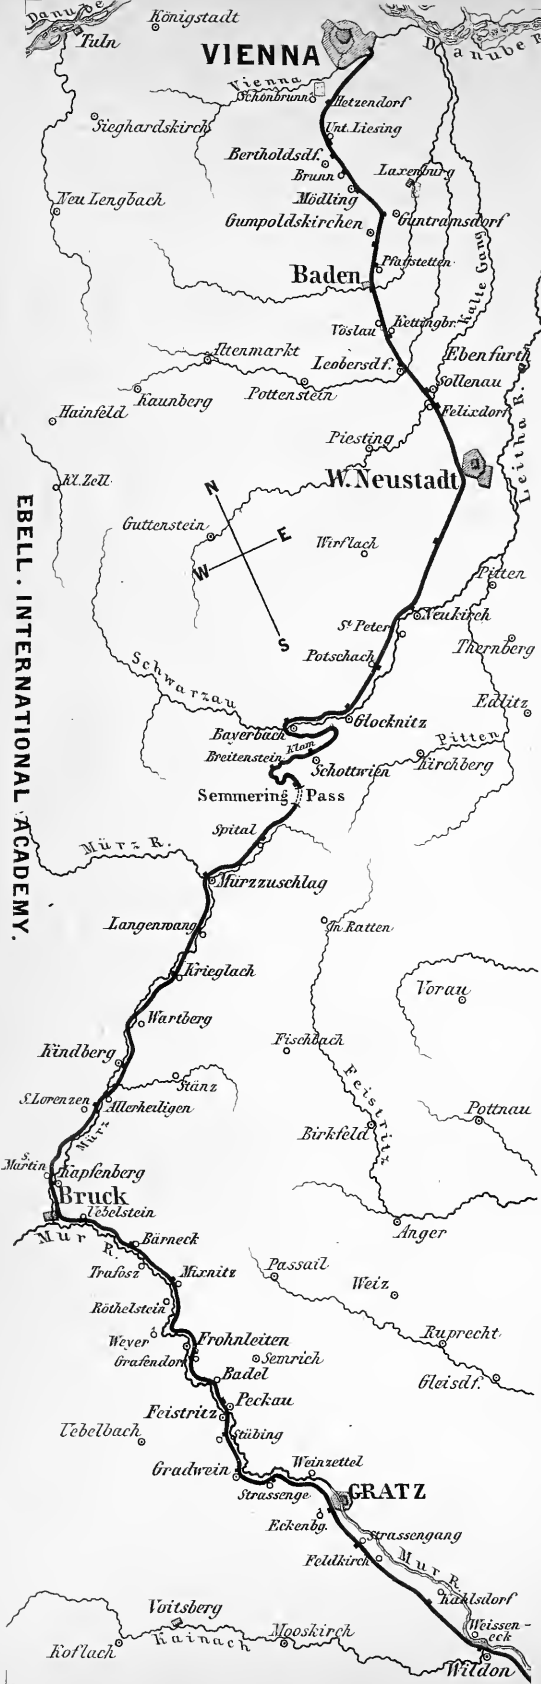 Danube
Königstadt
Tuln
VIENNA
Danube R.
Vienna
Schönbrunn
Hetzendorf
Unt. Liesing
Sieghardskirch
Bertholdsdf.
Brunn
Laxenburg
Mödling
Neu Lengbach
Gumpoldskirchen
Guntramsdorf
Kalte Gang
Pfaffstetten
Baden
Vöslau
Kettingbr.
Altenmarkt
Leobersdf.
Ebenfurth
Kaunberg
Pottenstein
Sollenau
Felixdorf
Hainfeld
Piesting
Leitha R.
W. Neustadt
Kl. Zell
N
Guttenstein
E
Wirflach
W
S
Pitten
Neukirch
St. Peter
Thernberg
Potschach
Schwarzau
Edlitz
Glocknitz
Bayerbach
Klam
Pitten
Breitenstein
Schottwien
Kirchberg
Semmering Pass
Spital
Mürz R.
Mürzzuschlag
Langenwang
In Ratten
Krieglach
Vorau
Wartberg
Fischbach
Kindberg
Feistritz
Stanz
S. Lorenzen
Allerheiligen
Pottnau
Mürz
Birkfeld
S. Martin
Kapfenberg
Bruck
Uebelstein
Anger
Mur R.
Bärneck
Trafosz
Mixnitz
Passail
Weiz
Röthelstein
Weyer
Frohnleiten
Ruprecht
Grafendorf
Semrich
Badel
Gleisdf.
Peckau
Feistritz
Uebelbach
Stübing
Weinzettel
Gradwein
Strassenge
GRATZ
Eckenbg.
Strassengang
Feldkirch
Mur R.
Kahlsdorf
Voitsberg
Weissen-
eck
Mooskirch
Kainach
Koflach
Wildon
EBELL. INTERNATIONAL ACADEMY.